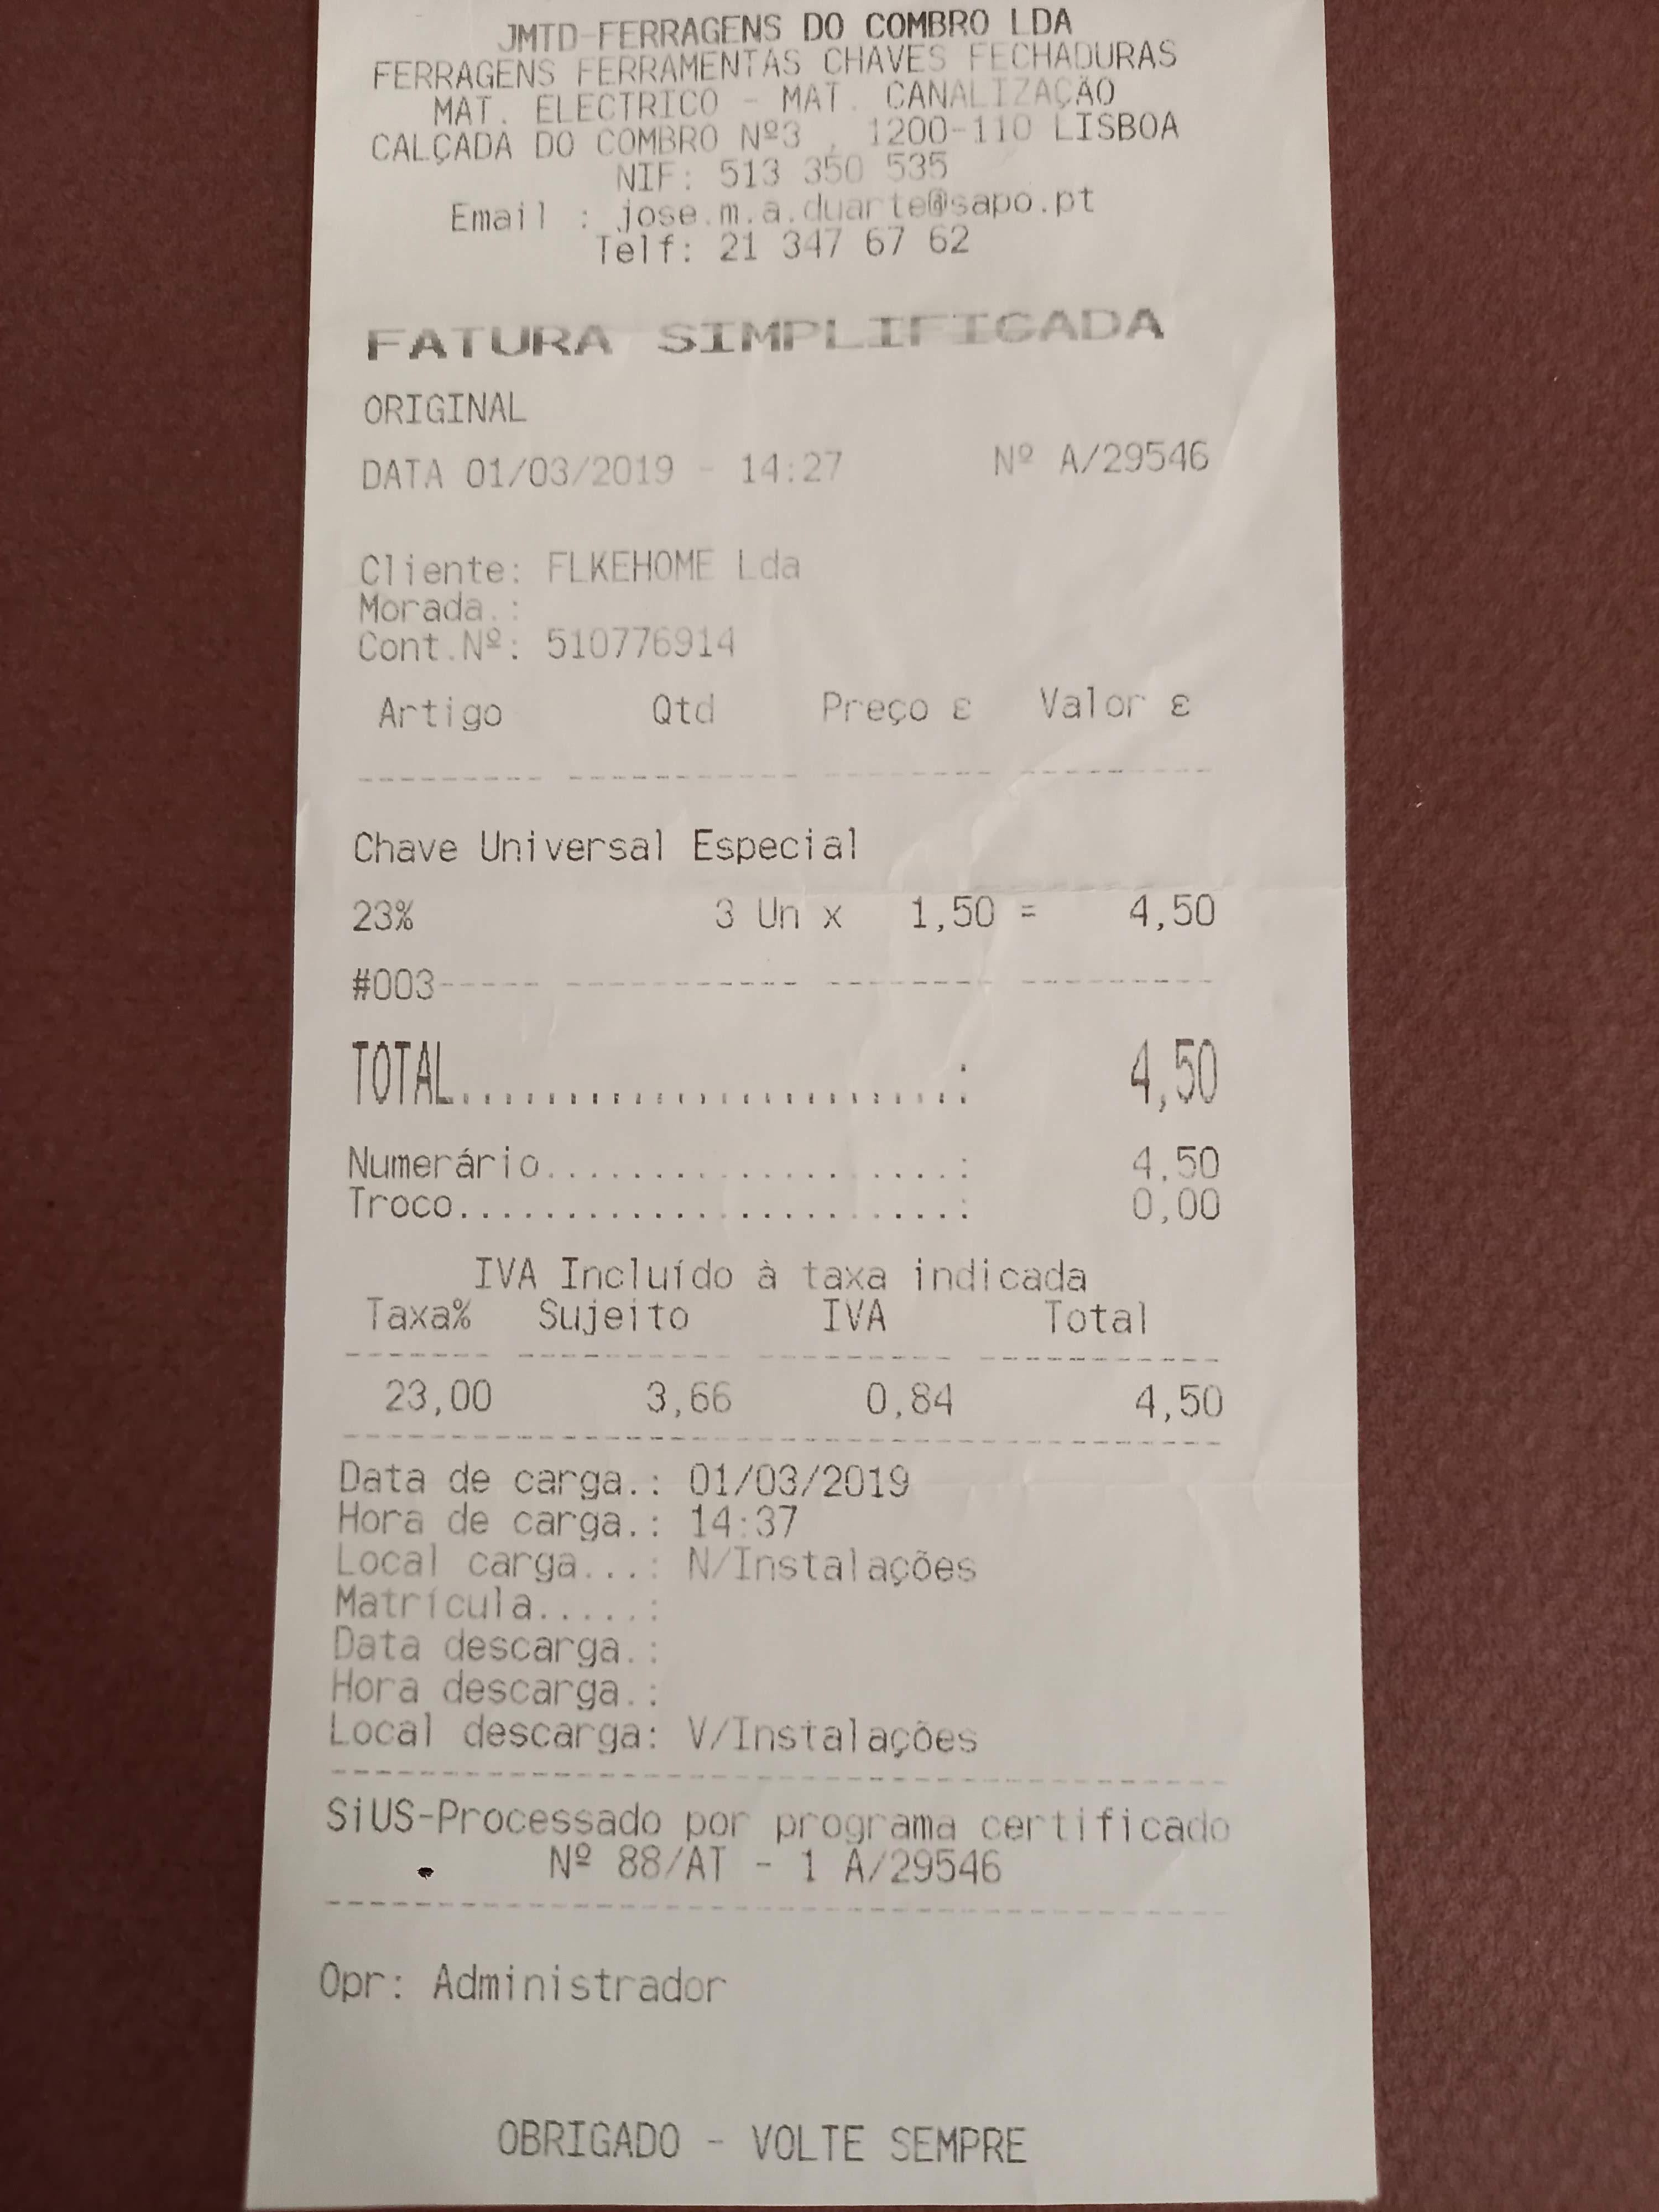 JMTD-FERRAGENS DO COMBRO LDA
FERRAGENS FERRAMENTAS CHAVES FECHADURAS
MAT. ELECTRICO - MAT. CANALIZAÇÃO
CALÇADA DO COMBRO Nº3 , 1200-110 LISBOA
NIF: 513 350 535
Email : jose.m.a.duarte@sapo.pt
Telf: 21 347 67 62
FATURA SIMPLIFICADA
ORIGINAL
DATA 01/03/2019 - 14:27 Nº A/29546
Cliente: FLKEHOME Lda
Morada.:
Cont.Nº: 510776914
Artigo Qtd Preço ε Valor ε
Chave Universal Especial
23% 3 Un x 1,50 = 4,50
#003----- ----------- -------- ---------
TOTAL.......................: 4,50
Numerário...................: 4,50
Troco.......................: 0,00
IVA Incluído à taxa indicada
Taxa% Sujeito IVA Total
23,00 3,66 0,84 4,50
Data de carga.: 01/03/2019
Hora de carga.: 14:37
Local carga...: N/Instalações
Matrícula.....:
Data descarga.:
Hora descarga.:
Local descarga: V/Instalações
SiUS-Processado por programa certificado
Nº 88/AT - 1 A/29546
Opr: Administrador
OBRIGADO - VOLTE SEMPRE